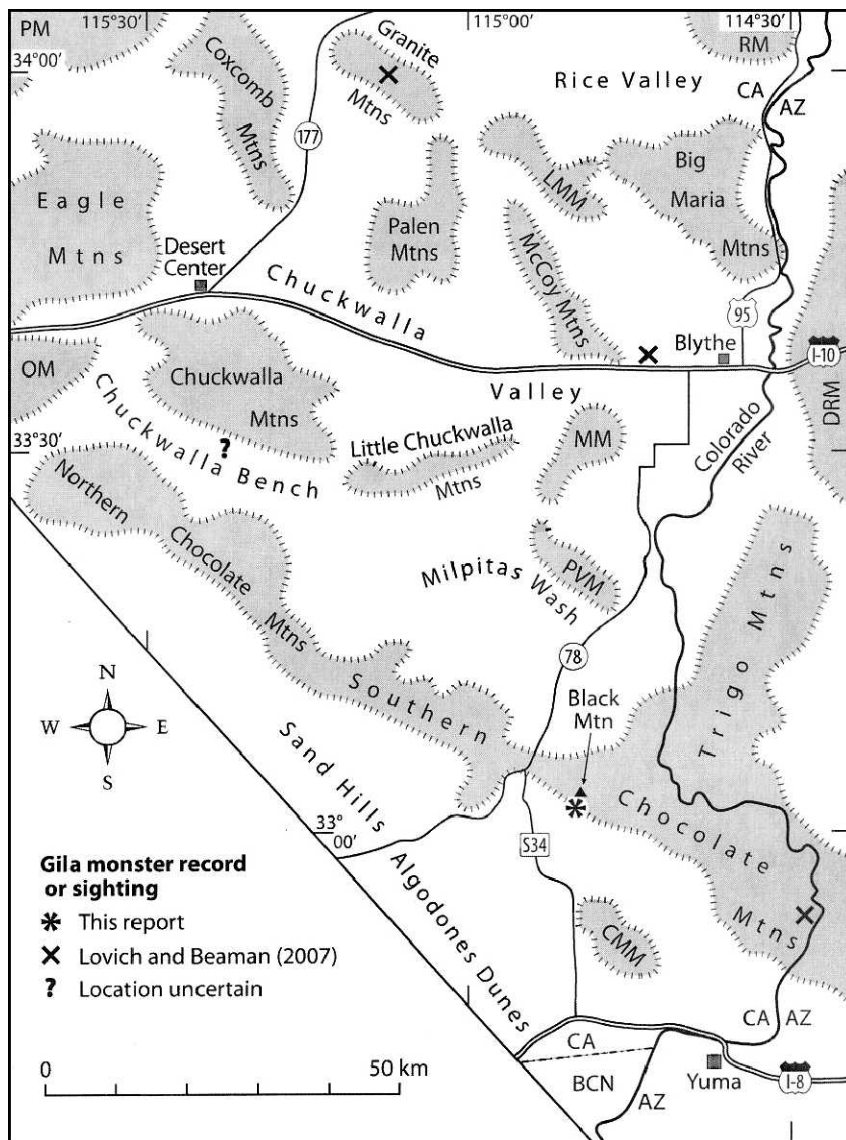 115°30'
115°00'
114°30'
PM
34°00'
Coxcomb
Mtns
Granite
Mtns
RM
Rice Valley
CA
AZ
177
Eagle
Mtns
LMM
Big
Maria
Mtns
Palen
Mtns
Desert
Center
McCoy Mtns
Chuckwalla
95
Blythe
I-10
OM
Chuckwalla
Mtns
Valley
DRM
Chuckwalla Bench
?
33°30'
Little Chuckwalla
Mtns
MM
Colorado
River
Northern
Chocolate
Mtns
Milpitas Wash
PVM
Trigo Mtns
78
N
W
E
S
Southern
Black
Mtn
Sand Hills
33°
00'
Chocolate
Mtns
S34
Algodones Dunes
CMM
Gila monster record
or sighting
This report
Lovich and Beaman (2007)
? Location uncertain
CA
AZ
CA
BCN
AZ
Yuma
I-8
0
50 km